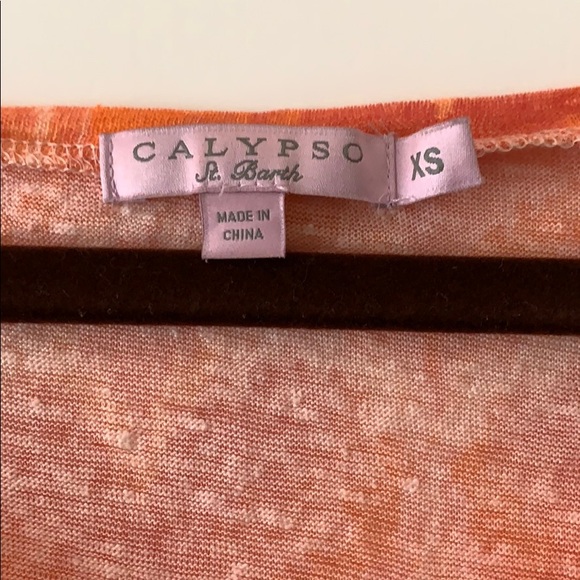 CALYPSO
St. Barth
XS
MADE IN
CHINA